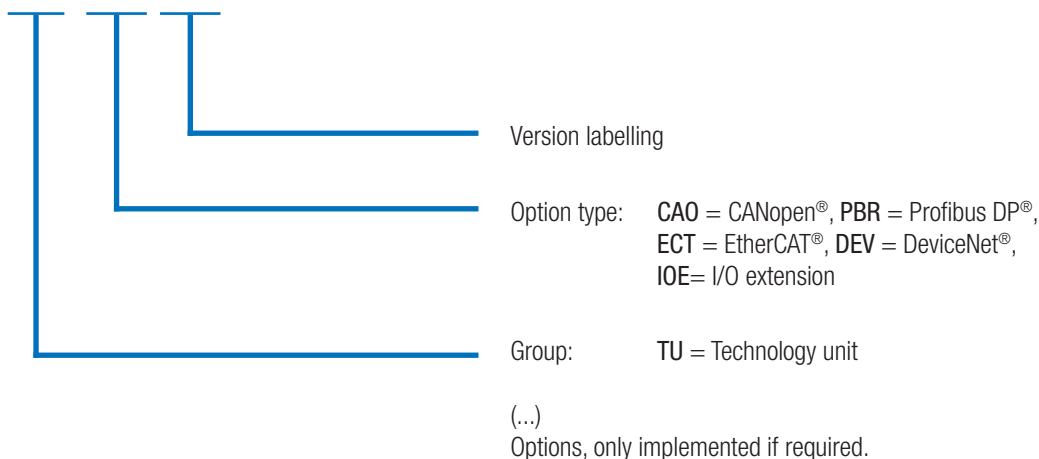 Version labelling
Option type: CAO = CANopen®, PBR = Profibus DP®,
ECT = EtherCAT®, DEV = DeviceNet®,
IOE= I/O extension
Group: TU = Technology unit
(...)
Options, only implemented if required.